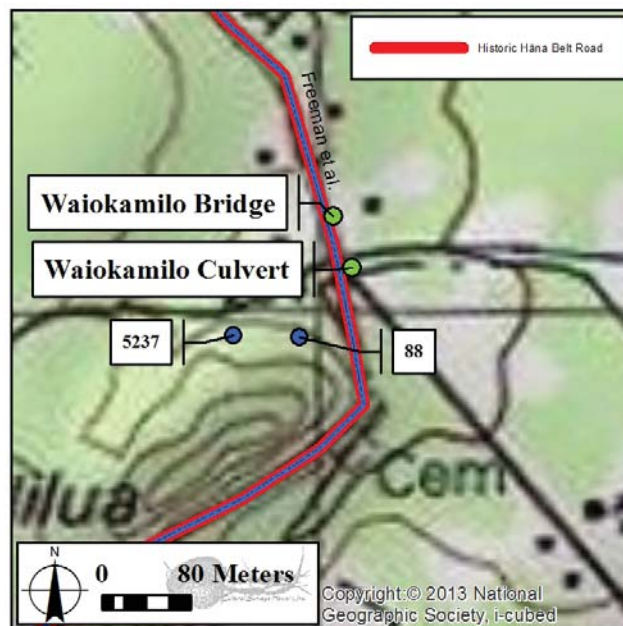 Historic Hāna Belt Road
Freeman et al.
Waiokamilo Bridge
Waiokamilo Culvert
5237
88
Cem
N
0 80 Meters
Copyright:© 2013 National
Geographic Society, i-cubed